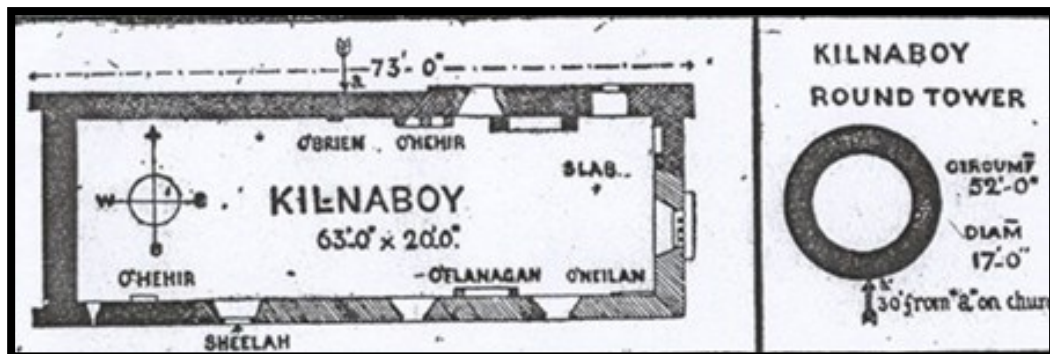 73'-0"
a
O'BRIEN O'HEHIR
SLAB.
W E
KILNABOY
63'.0" x 20'.0".
O'HEHIR
O'FLANAGAN O'NEILAN
SHEELAH
KILNABOY
ROUND TOWER
CIRCUMF
52'-0"
DIAM
17'-0"
30' from "a" on chur